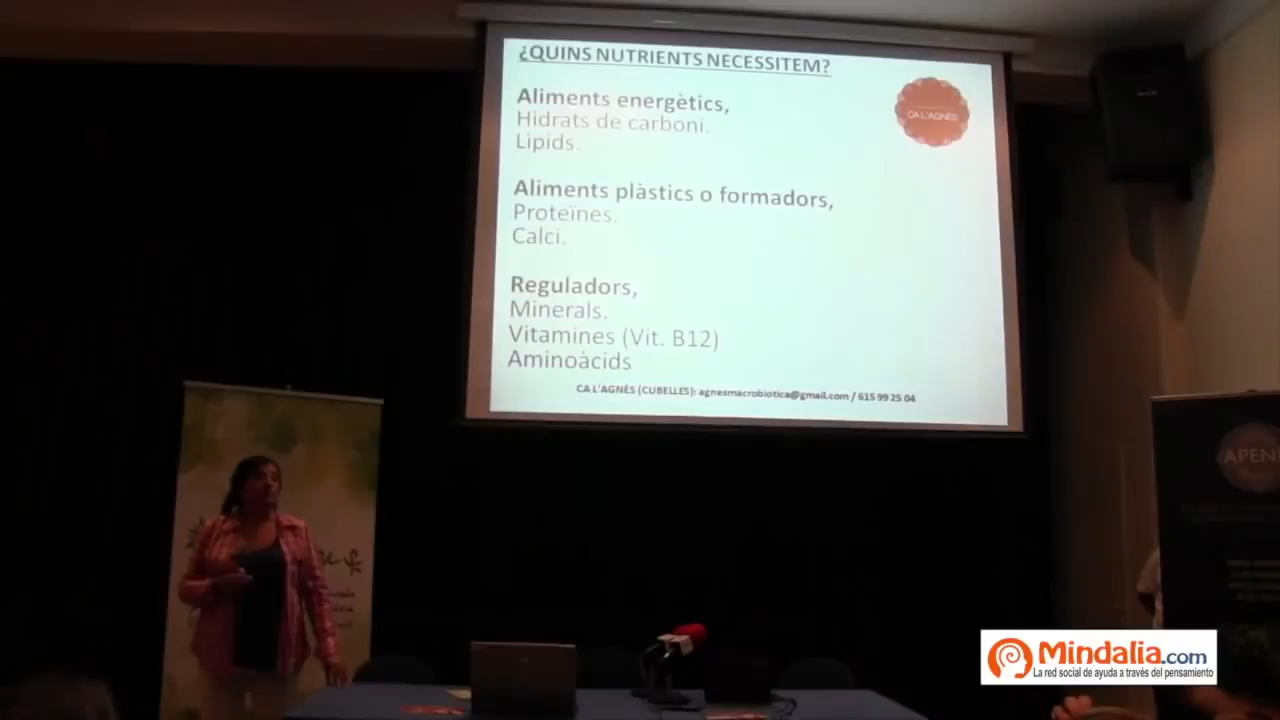 ¿QUINS NUTRIENTS NECESSITEM?
Aliments energètics,
Hidrats de carboni.
Lipids.
CA L'AGNÈS
Aliments plàstics o formadors,
Proteïnes.
Calci.
Reguladors,
Minerals.
Vitamines (Vit. B12)
Aminoàcids
CA L'AGNÈS (CUBELLES): agnesmacrobiotica@gmail.com / 615 99 25 04
APEN
Mindalia.com
La red social de ayuda a través del pensamiento